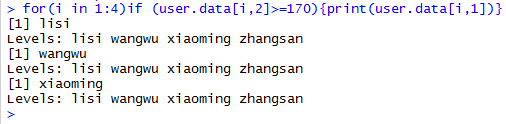 > for(i in 1:4)if (user.data[i,2]>=170){print(user.data[i,1])}
[1] lisi
Levels: lisi wangwu xiaoming zhangsan
[1] wangwu
Levels: lisi wangwu xiaoming zhangsan
[1] xiaoming
Levels: lisi wangwu xiaoming zhangsan
>